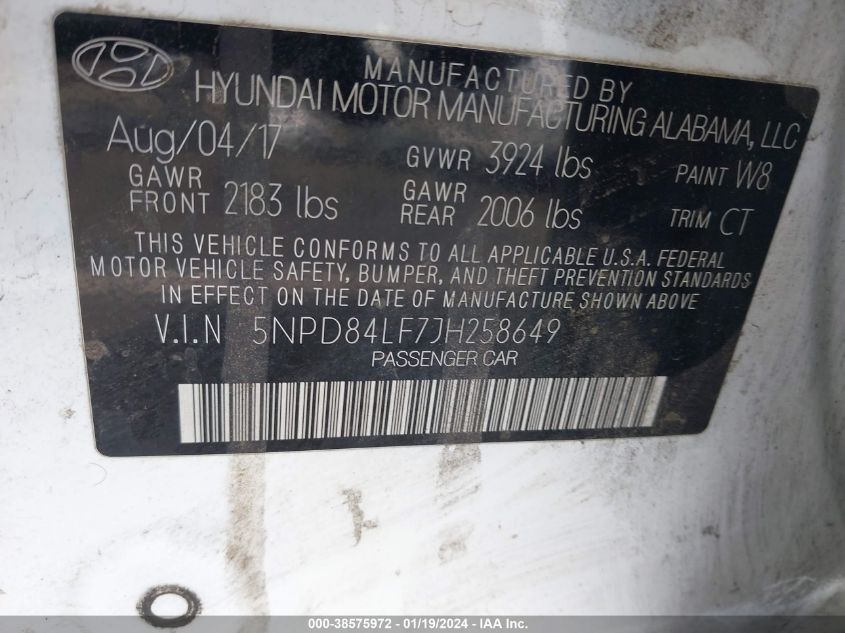 MANUFACTURED BY
HYUNDAI MOTOR MANUFACTURING ALABAMA, LLC
Aug/04/17 GVWR 3924 lbs PAINT W8
GAWR FRONT 2183 lbs GAWR REAR 2006 lbs TRIM CT
THIS VEHICLE CONFORMS TO ALL APPLICABLE U.S.A. FEDERAL
MOTOR VEHICLE SAFETY, BUMPER, AND THEFT PREVENTION STANDARDS
IN EFFECT ON THE DATE OF MANUFACTURE SHOWN ABOVE
V.I.N 5NPD84LF7JH258649
PASSENGER CAR
000-38575972 - 01/19/2024 - IAA Inc.